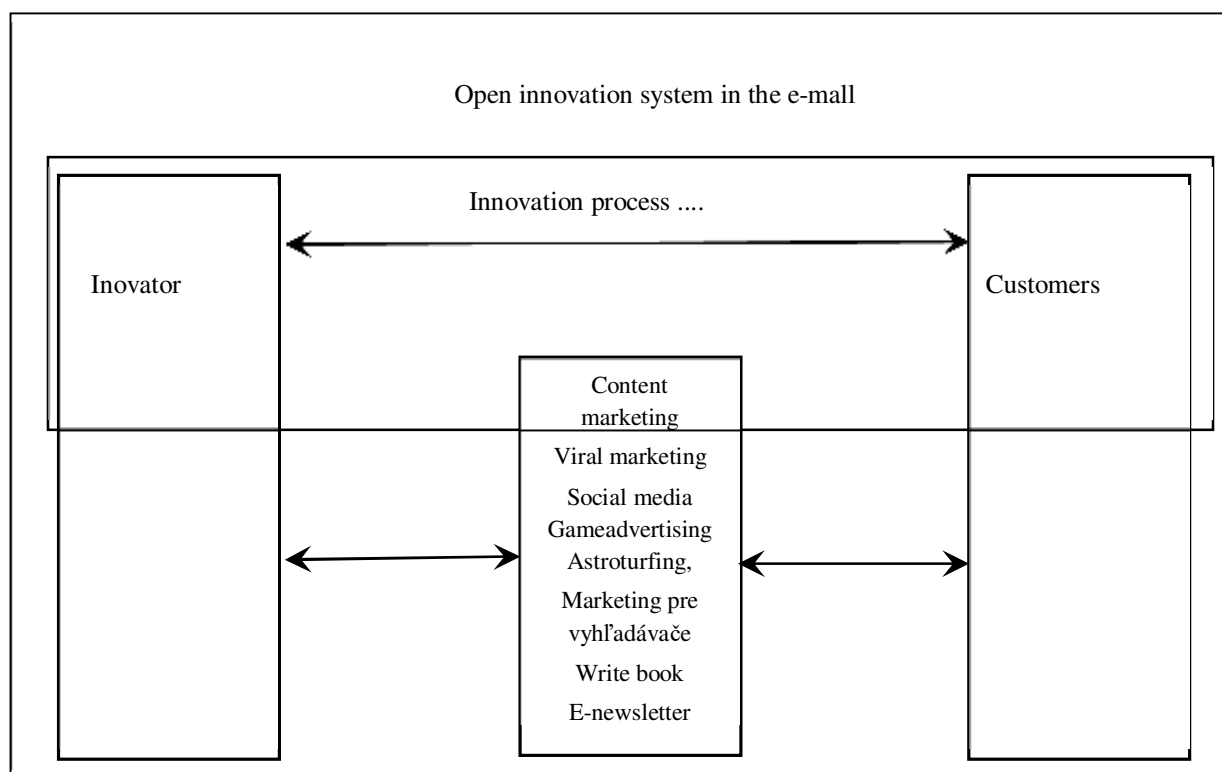 Open innovation system in the e-mall
Innovation process ....
Inovator
Customers
Content
marketing
Viral marketing
Social media
Gameadvertising
Astroturfing,
Marketing pre
vyhľadávače
Write book
E-newsletter